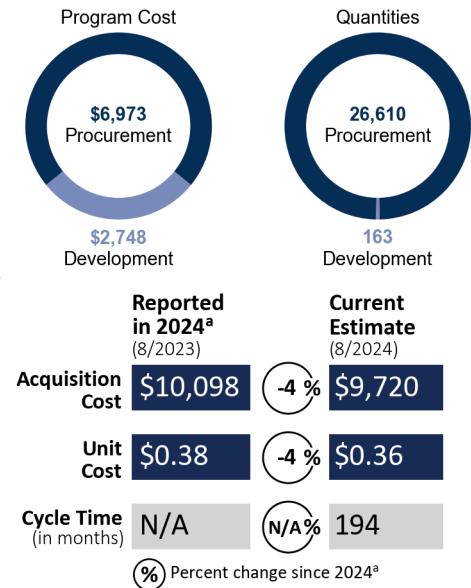 Program Cost
$6,973
Procurement
$2,748
Development
Quantities
26,610
Procurement
163
Development
Reported
in 2024a
(8/2023)
Current
Estimate
(8/2024)
Acquisition
Cost
$10,098
-4 %
$9,720
Unit
Cost
$0.38
-4 %
$0.36
Cycle Time
(in months)
N/A
N/A%
194
% Percent change since 2024a